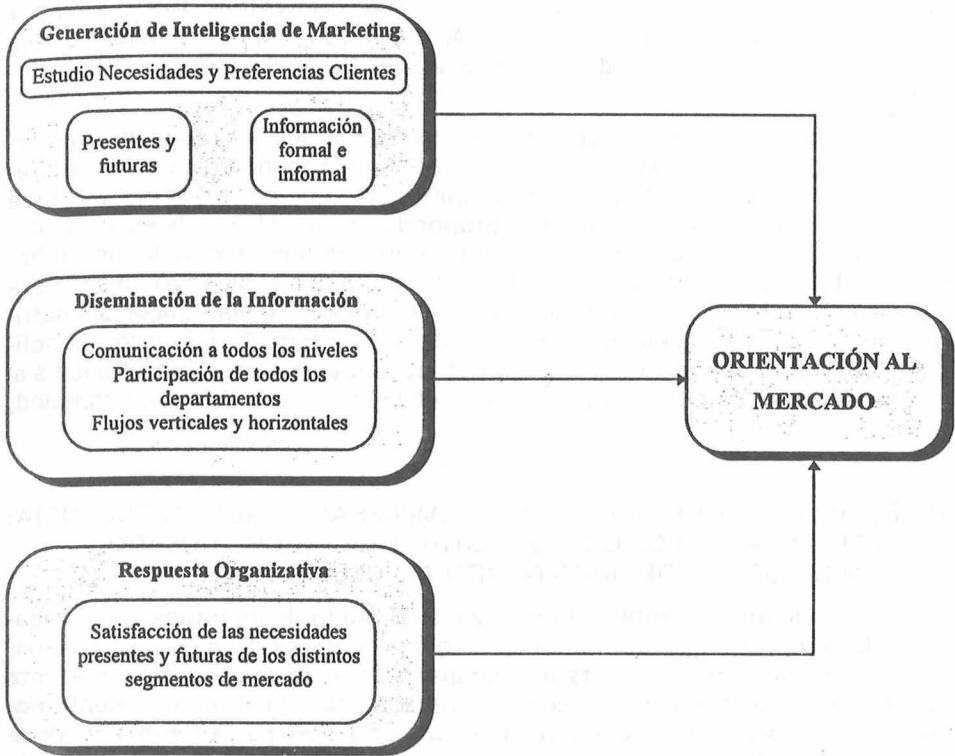 Generación de Inteligencia de Marketing
Estudio Necesidades y Preferencias Clientes
Presentes y
futuras
Información
formal e
informal
Diseminación de la Información
Comunicación a todos los niveles
Participación de todos los
departamentos
Flujos verticales y horizontales
ORIENTACIÓN AL
MERCADO
Respuesta Organizativa
Satisfacción de las necesidades
presentes y futuras de los distintos
segmentos de mercado